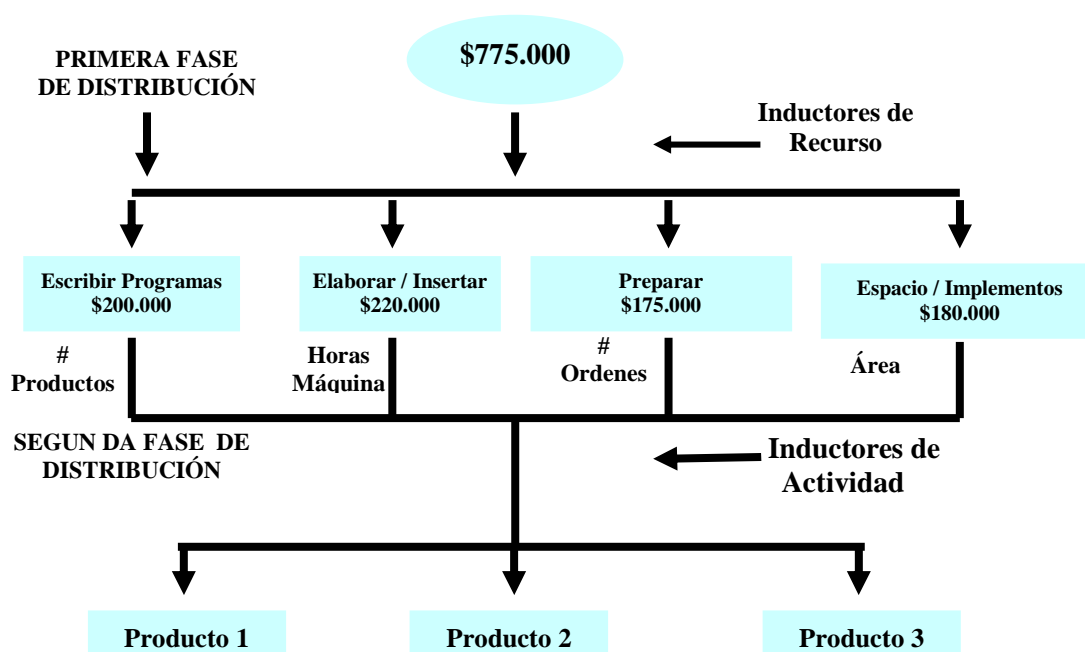 $775.000
PRIMERA FASE
DE DISTRIBUCIÓN
Inductores de
Recurso
Escribir Programas
$200.000
Elaborar / Insertar
$220.000
Preparar
$175.000
Espacio / Implementos
$180.000
#
Productos
Horas
Máquina
#
Ordenes
Área
SEGUN DA FASE DE
DISTRIBUCIÓN
Inductores de
Actividad
Producto 1
Producto 2
Producto 3